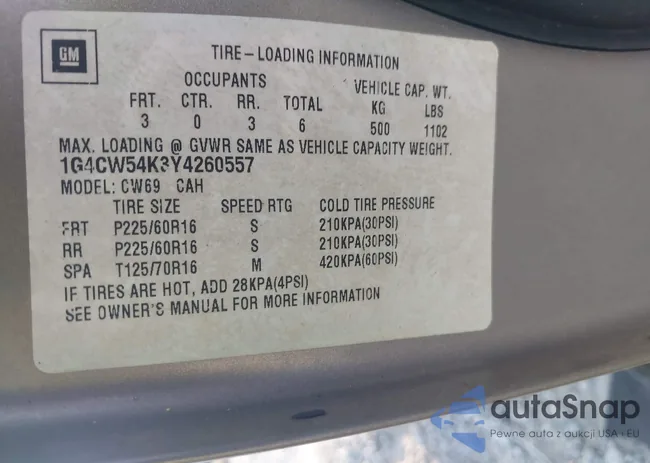 GM
TIRE-LOADING INFORMATION
OCCUPANTS VEHICLE CAP. WT.
FRT. CTR. RR. TOTAL KG LBS
3 0 3 6 500 1102
MAX. LOADING @ GVWR SAME AS VEHICLE CAPACITY WEIGHT.
1G4CW54K3Y4260557
MODEL: CW69 CAH
TIRE SIZE SPEED RTG COLD TIRE PRESSURE
FRT P225/60R16 S 210KPA(30PSI)
RR P225/60R16 S 210KPA(30PSI)
SPA T125/70R16 M 420KPA(60PSI)
IF TIRES ARE HOT, ADD 28KPA(4PSI)
SEE OWNER'S MANUAL FOR MORE INFORMATION
autaSnap
Pewne auta z aukcji USA i EU